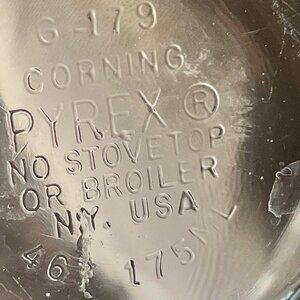 G-179
CORNING
PYREX®
NO STOVETOP
OR BROILER
N.Y. USA
46 175ML